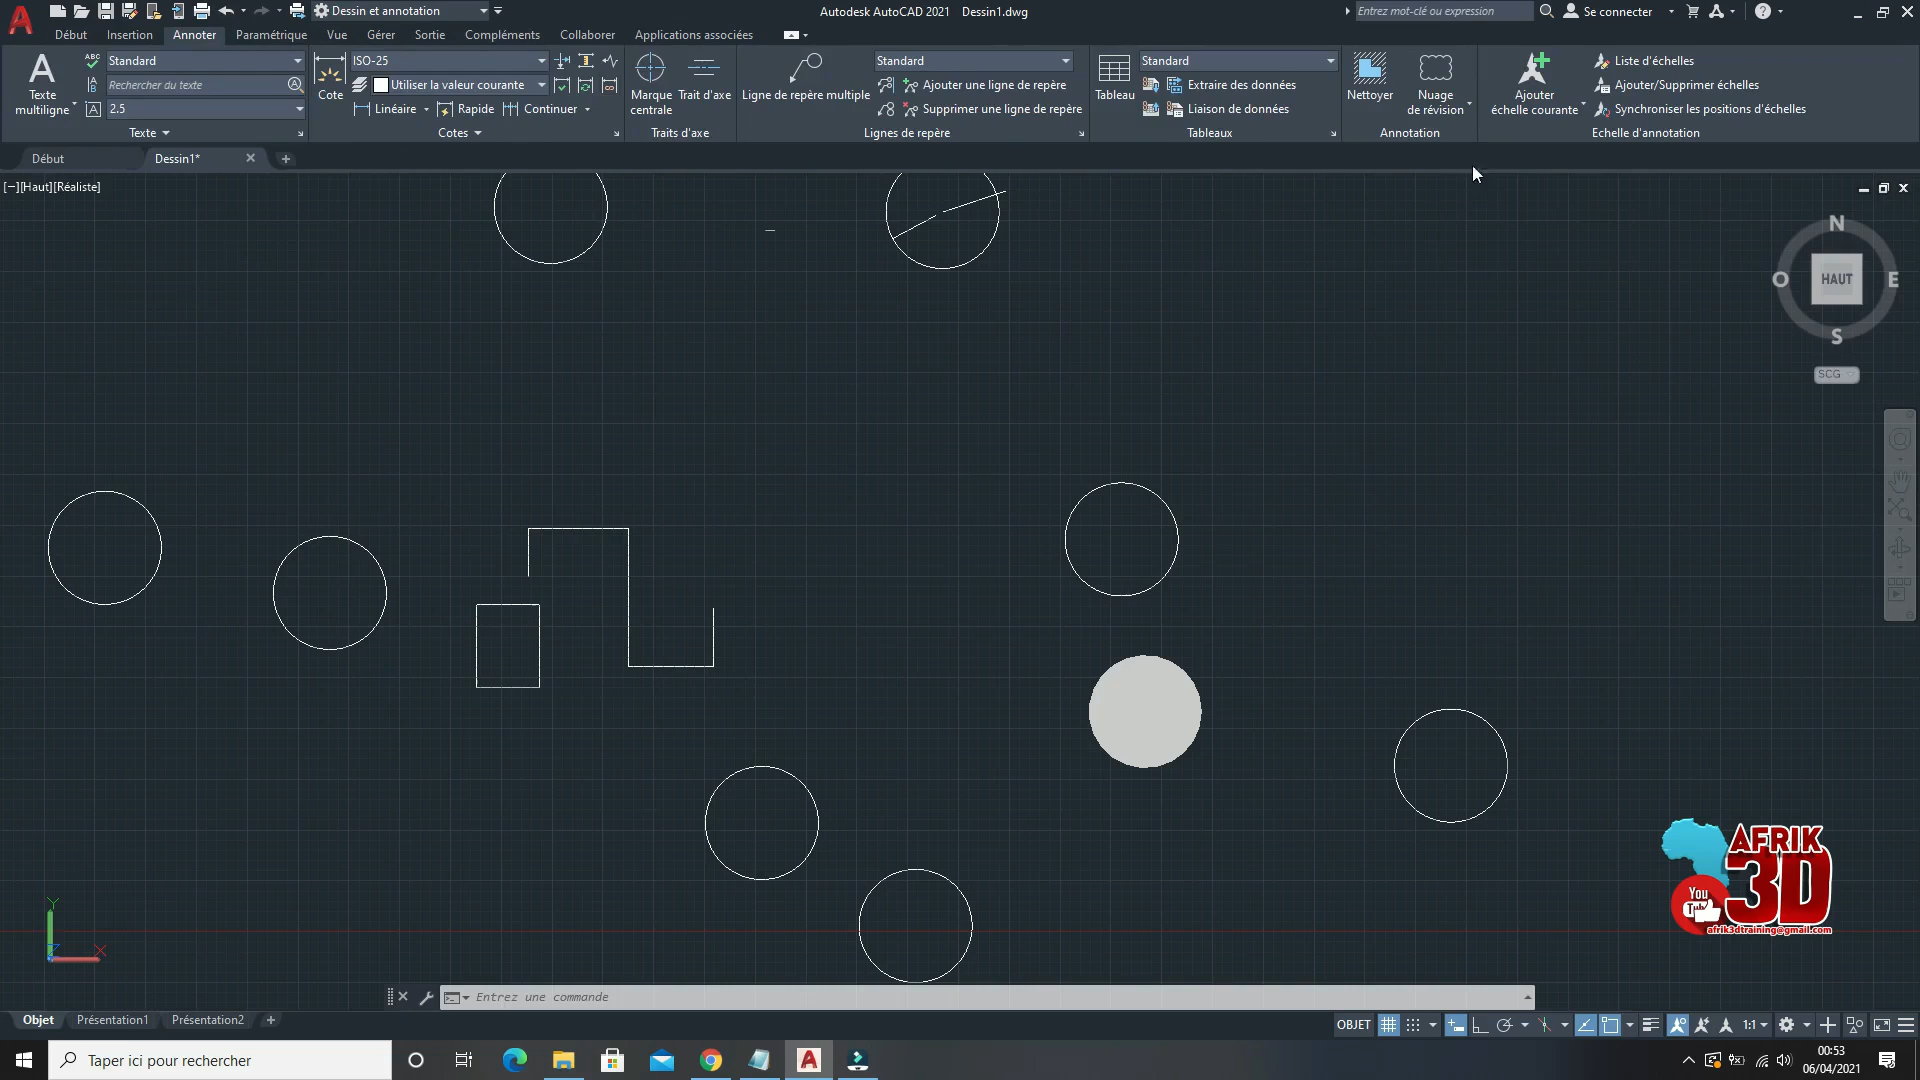 Dessin et annotation
Autodesk AutoCAD 2021 Dessin1.dwg
Entrez mot-clé ou expression
Se connecter
Début Insertion Annoter Paramétrique Vue Gérer Sortie Compléments Collaborer Applications associées
Texte
multiligne
Standard
Rechercher du texte
2.5
Texte
Cote
ISO-25
Utiliser la valeur courante
Linéaire Rapide Continuer
Cotes
Marque
centrale
Trait d'axe
Traits d'axe
Ligne de repère multiple
Standard
Ajouter une ligne de repère
Supprimer une ligne de repère
Lignes de repère
Tableau
Standard
Extraire des données
Liaison de données
Tableaux
Nettoyer
Nuage
de révision
Annotation
Ajouter
échelle courante
Liste d'échelles
Ajouter/Supprimer échelles
Synchroniser les positions d'échelles
Echelle d'annotation
Début Dessin1*
[−][Haut][Réaliste]
N
O HAUT E
S
SCG
AFRIK
3D
You
Tube
afrik3dtraining@gmail.com
Y
Z X
Entrez une commande
Objet Présentation1 Présentation2
OBJET 1:1
Taper ici pour rechercher
00:53
06/04/2021